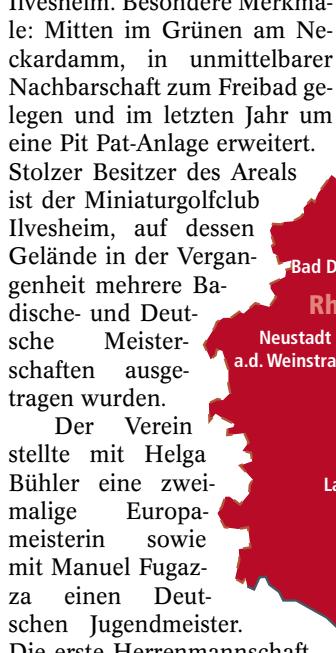 Ilvesheim. Besondere Merkma-
le: Mitten im Grünen am Ne-
ckardamm, in unmittelbarer
Nachbarschaft zum Freibad ge-
legen und im letzten Jahr um
eine Pit Pat-Anlage erweitert.
Stolzer Besitzer des Areals
ist der Miniaturgolfclub
Ilvesheim, auf dessen
Gelände in der Vergan-
genheit mehrere Ba-
dische- und Deut-
sche Meister-
schaften ausge-
tragen wurden.
Der Verein
stellte mit Helga
Bühler eine zwei-
malige Europa-
meisterin sowie
mit Manuel Fugaz-
za einen Deut-
schen Jugendmeister.
Die erste Herrenmannschaft
Bad D
Rh
Neustadt
a.d. Weinstra
La